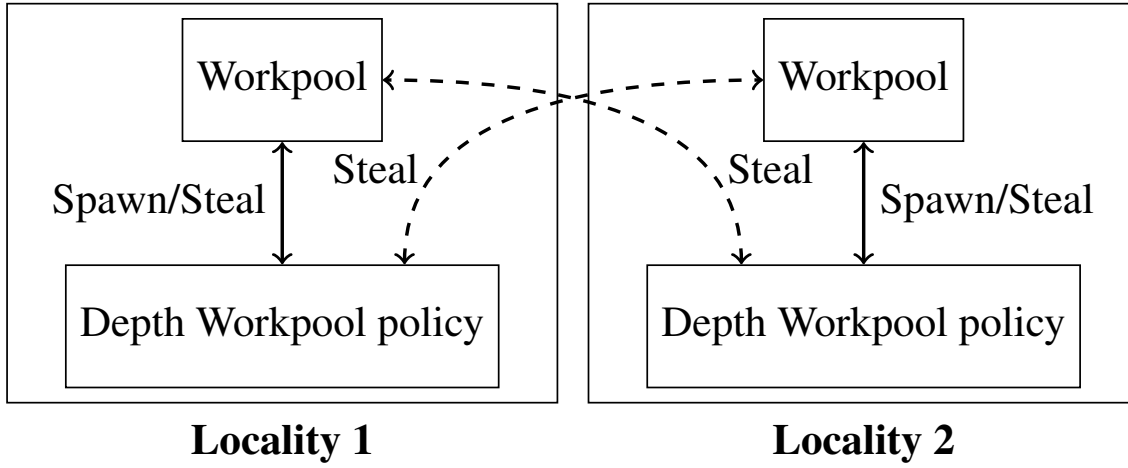 Workpool
Workpool
Steal
Steal
Spawn/Steal
Spawn/Steal
Depth Workpool policy
Depth Workpool policy
Locality 1
Locality 2